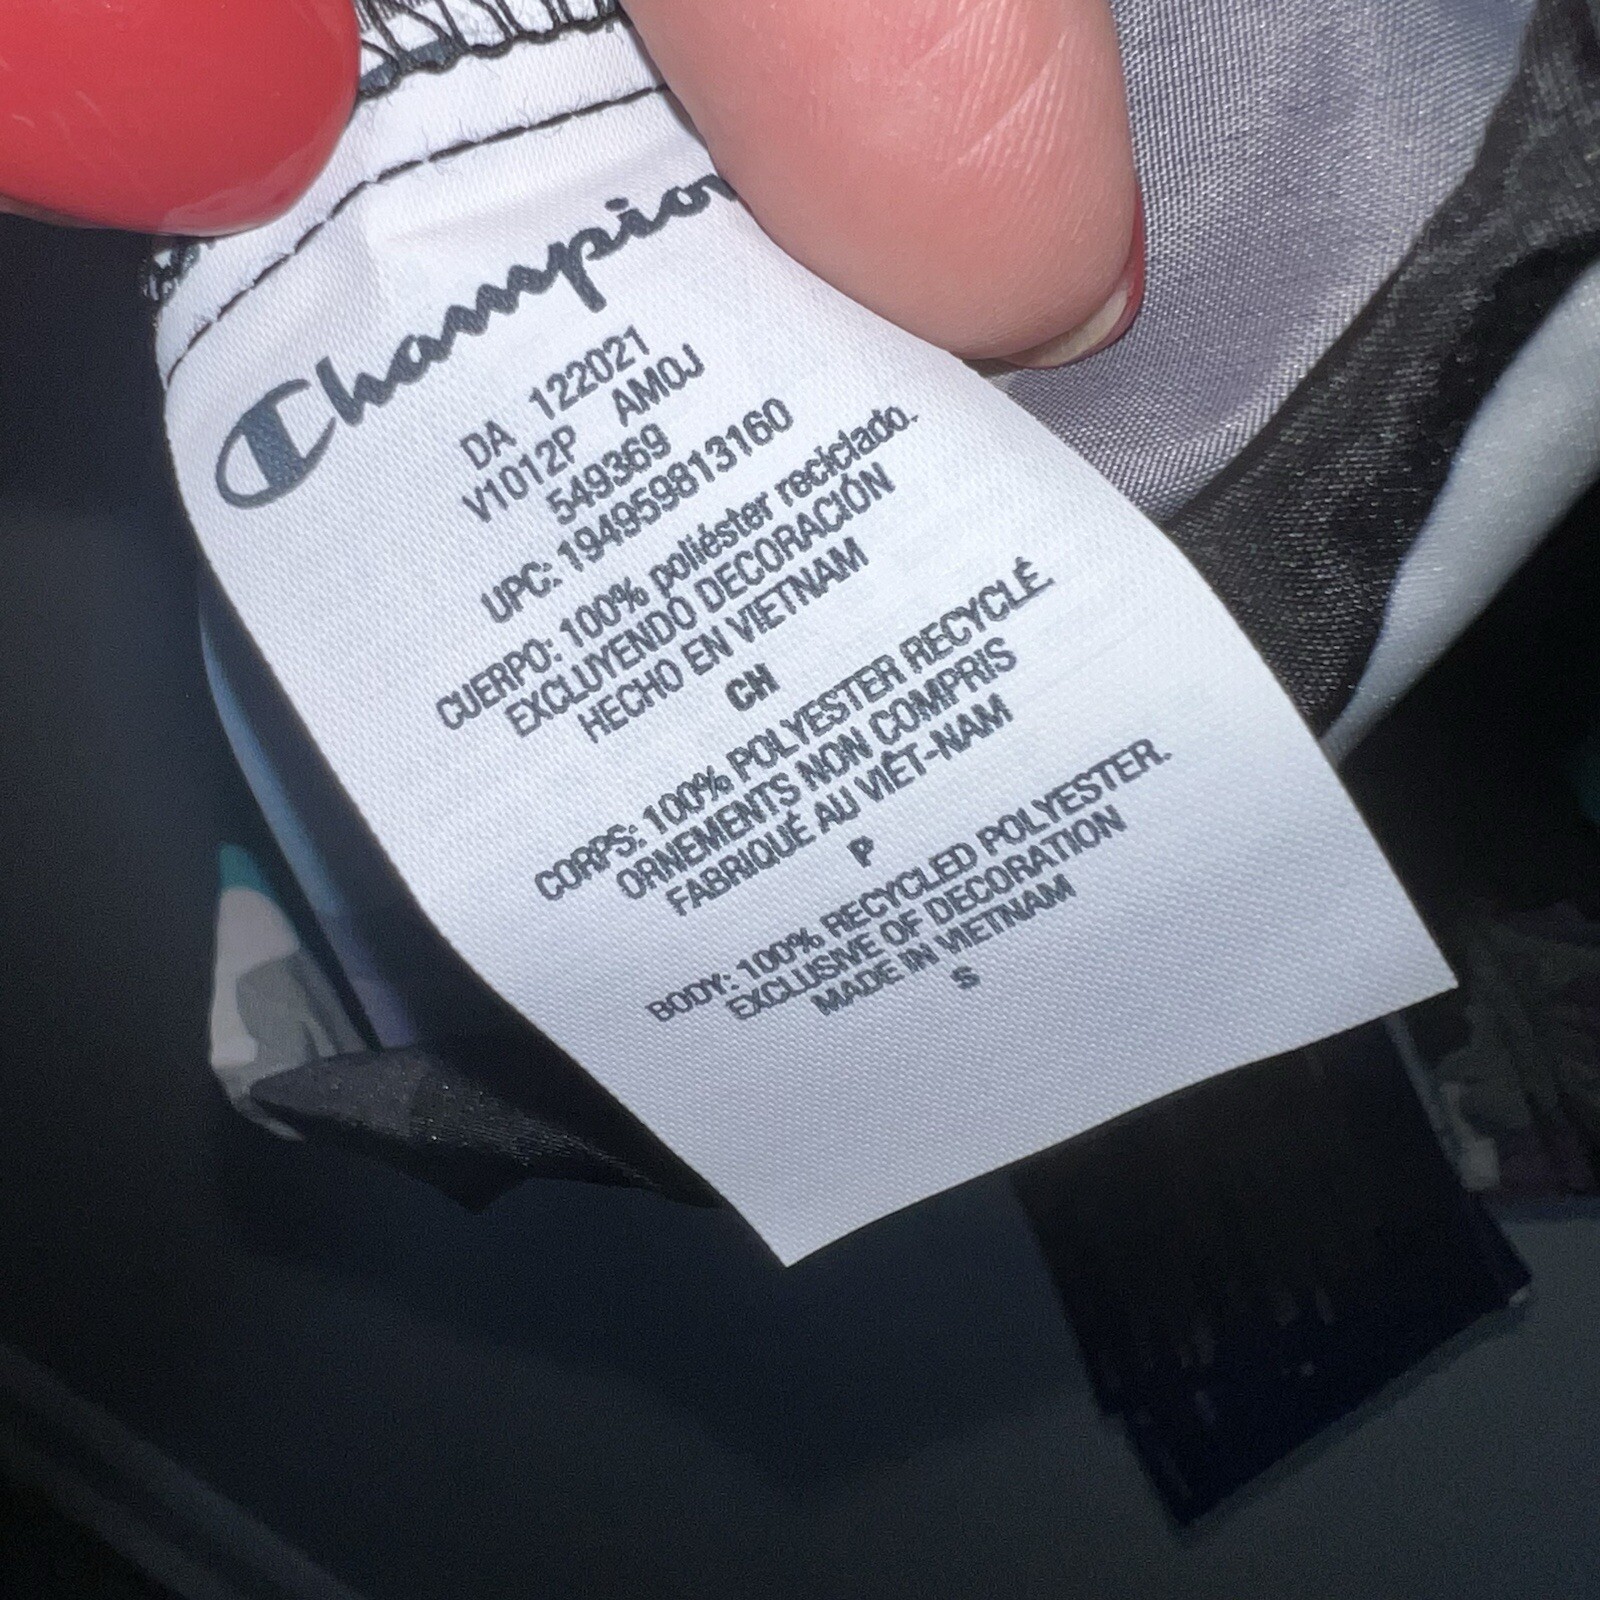 Champion
DA 122021
V1012P AM0J
549369
UPC: 194959813160
CUERPO: 100% poliéster reciclado.
EXCLUYENDO DECORACIÓN
HECHO EN VIETNAM
CH
CORPS: 100% POLYESTER RECYCLÉ.
ORNEMENTS NON COMPRIS
FABRIQUÉ AU VIÊT-NAM
P
BODY: 100% RECYCLED POLYESTER.
EXCLUSIVE OF DECORATION
MADE IN VIETNAM
S